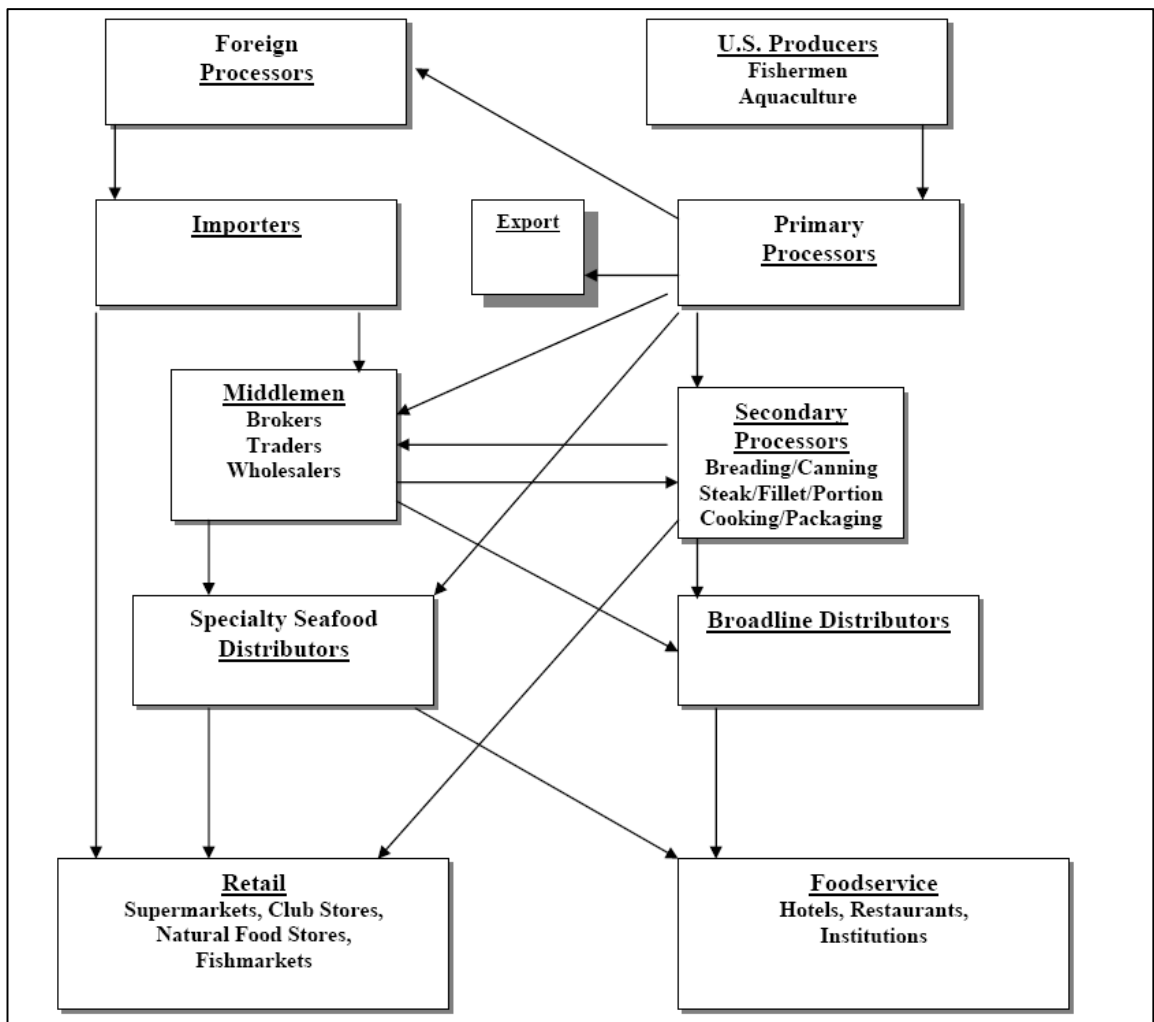 Foreign
Processors
U.S. Producers
Fishermen
Aquaculture
Importers
Export
Primary
Processors
Middlemen
Brokers
Traders
Wholesalers
Secondary
Processors
Breading/Canning
Steak/Fillet/Portion
Cooking/Packaging
Specialty Seafood
Distributors
Broadline Distributors
Retail
Supermarkets, Club Stores,
Natural Food Stores,
Fishmarkets
Foodservice
Hotels, Restaurants,
Institutions